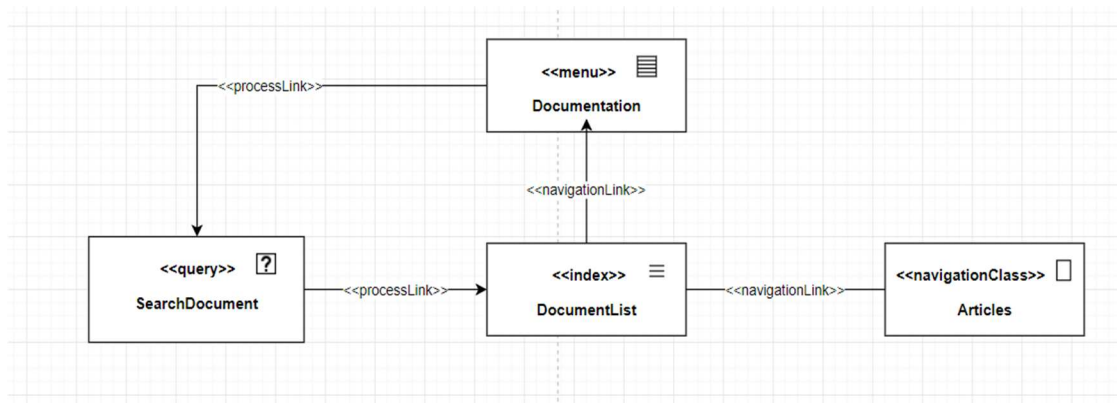 <<menu>>
Documentation
<<processLink>>
<<navigationLink>>
<<query>> ?
SearchDocument
<<processLink>>
<<index>>
DocumentList
<<navigationLink>>
<<navigationClass>>
Articles